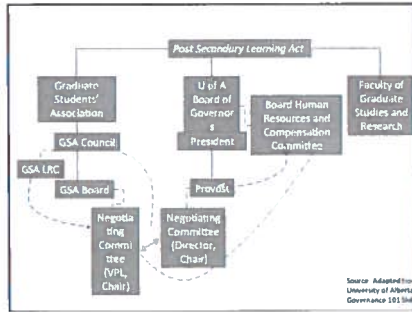 Post Secondary Learning Act
Graduate
Students'
Association
U of A
Board of
Governor
s
Board Human
Resources and
Compensation
Committee
Faculty of
Graduate
Studies and
Research
GSA Council
President
GSA LRC
GSA Board
Provost
Negotia
ting
Commi
ttee
(VPL,
Chair)
Negotiating
Committee
(Director,
Chair)
Source Adapted from
University of Alberta
Governance 101